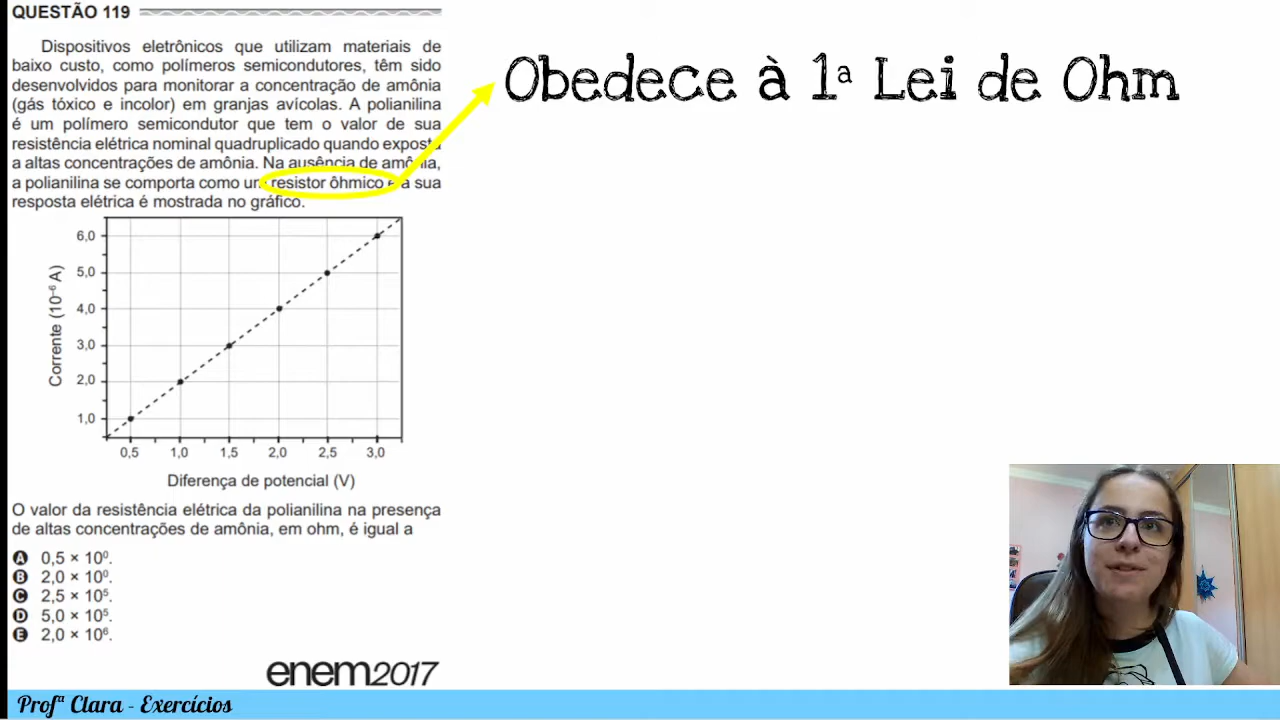 QUESTÃO 119
Dispositivos eletrônicos que utilizam materiais de
baixo custo, como polímeros semicondutores, têm sido
desenvolvidos para monitorar a concentração de amônia
(gás tóxico e incolor) em granjas avícolas. A polianilina
é um polímero semicondutor que tem o valor de sua
resistência elétrica nominal quadruplicado quando exposta
a altas concentrações de amônia. Na ausência de amônia,
a polianilina se comporta como um resistor ôhmico e a sua
resposta elétrica é mostrada no gráfico.
Obedece à 1ª Lei de Ohm
Corrente (10⁻⁶ A)
6,0
5,0
4,0
3,0
2,0
1,0
0,5 1,0 1,5 2,0 2,5 3,0
Diferença de potencial (V)
O valor da resistência elétrica da polianilina na presença
de altas concentrações de amônia, em ohm, é igual a
A 0,5 × 10⁰.
B 2,0 × 10⁰.
C 2,5 × 10⁵.
D 5,0 × 10⁵.
E 2,0 × 10⁶.
enem2017
Profª Clara - Exercícios